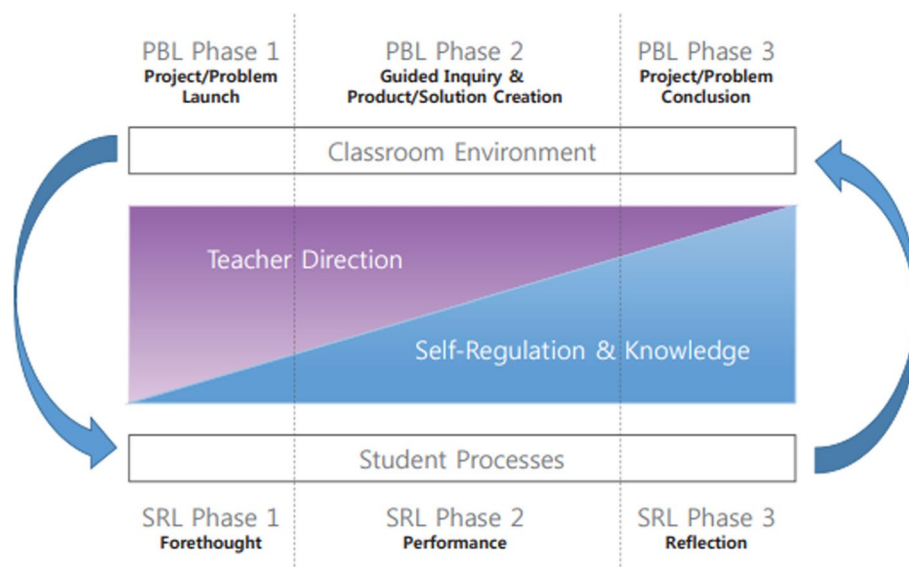 PBL Phase 1
Project/Problem
Launch
PBL Phase 2
Guided Inquiry &
Product/Solution Creation
PBL Phase 3
Project/Problem
Conclusion
Classroom Environment
Teacher Direction
Self-Regulation & Knowledge
Student Processes
SRL Phase 1
Forethought
SRL Phase 2
Performance
SRL Phase 3
Reflection